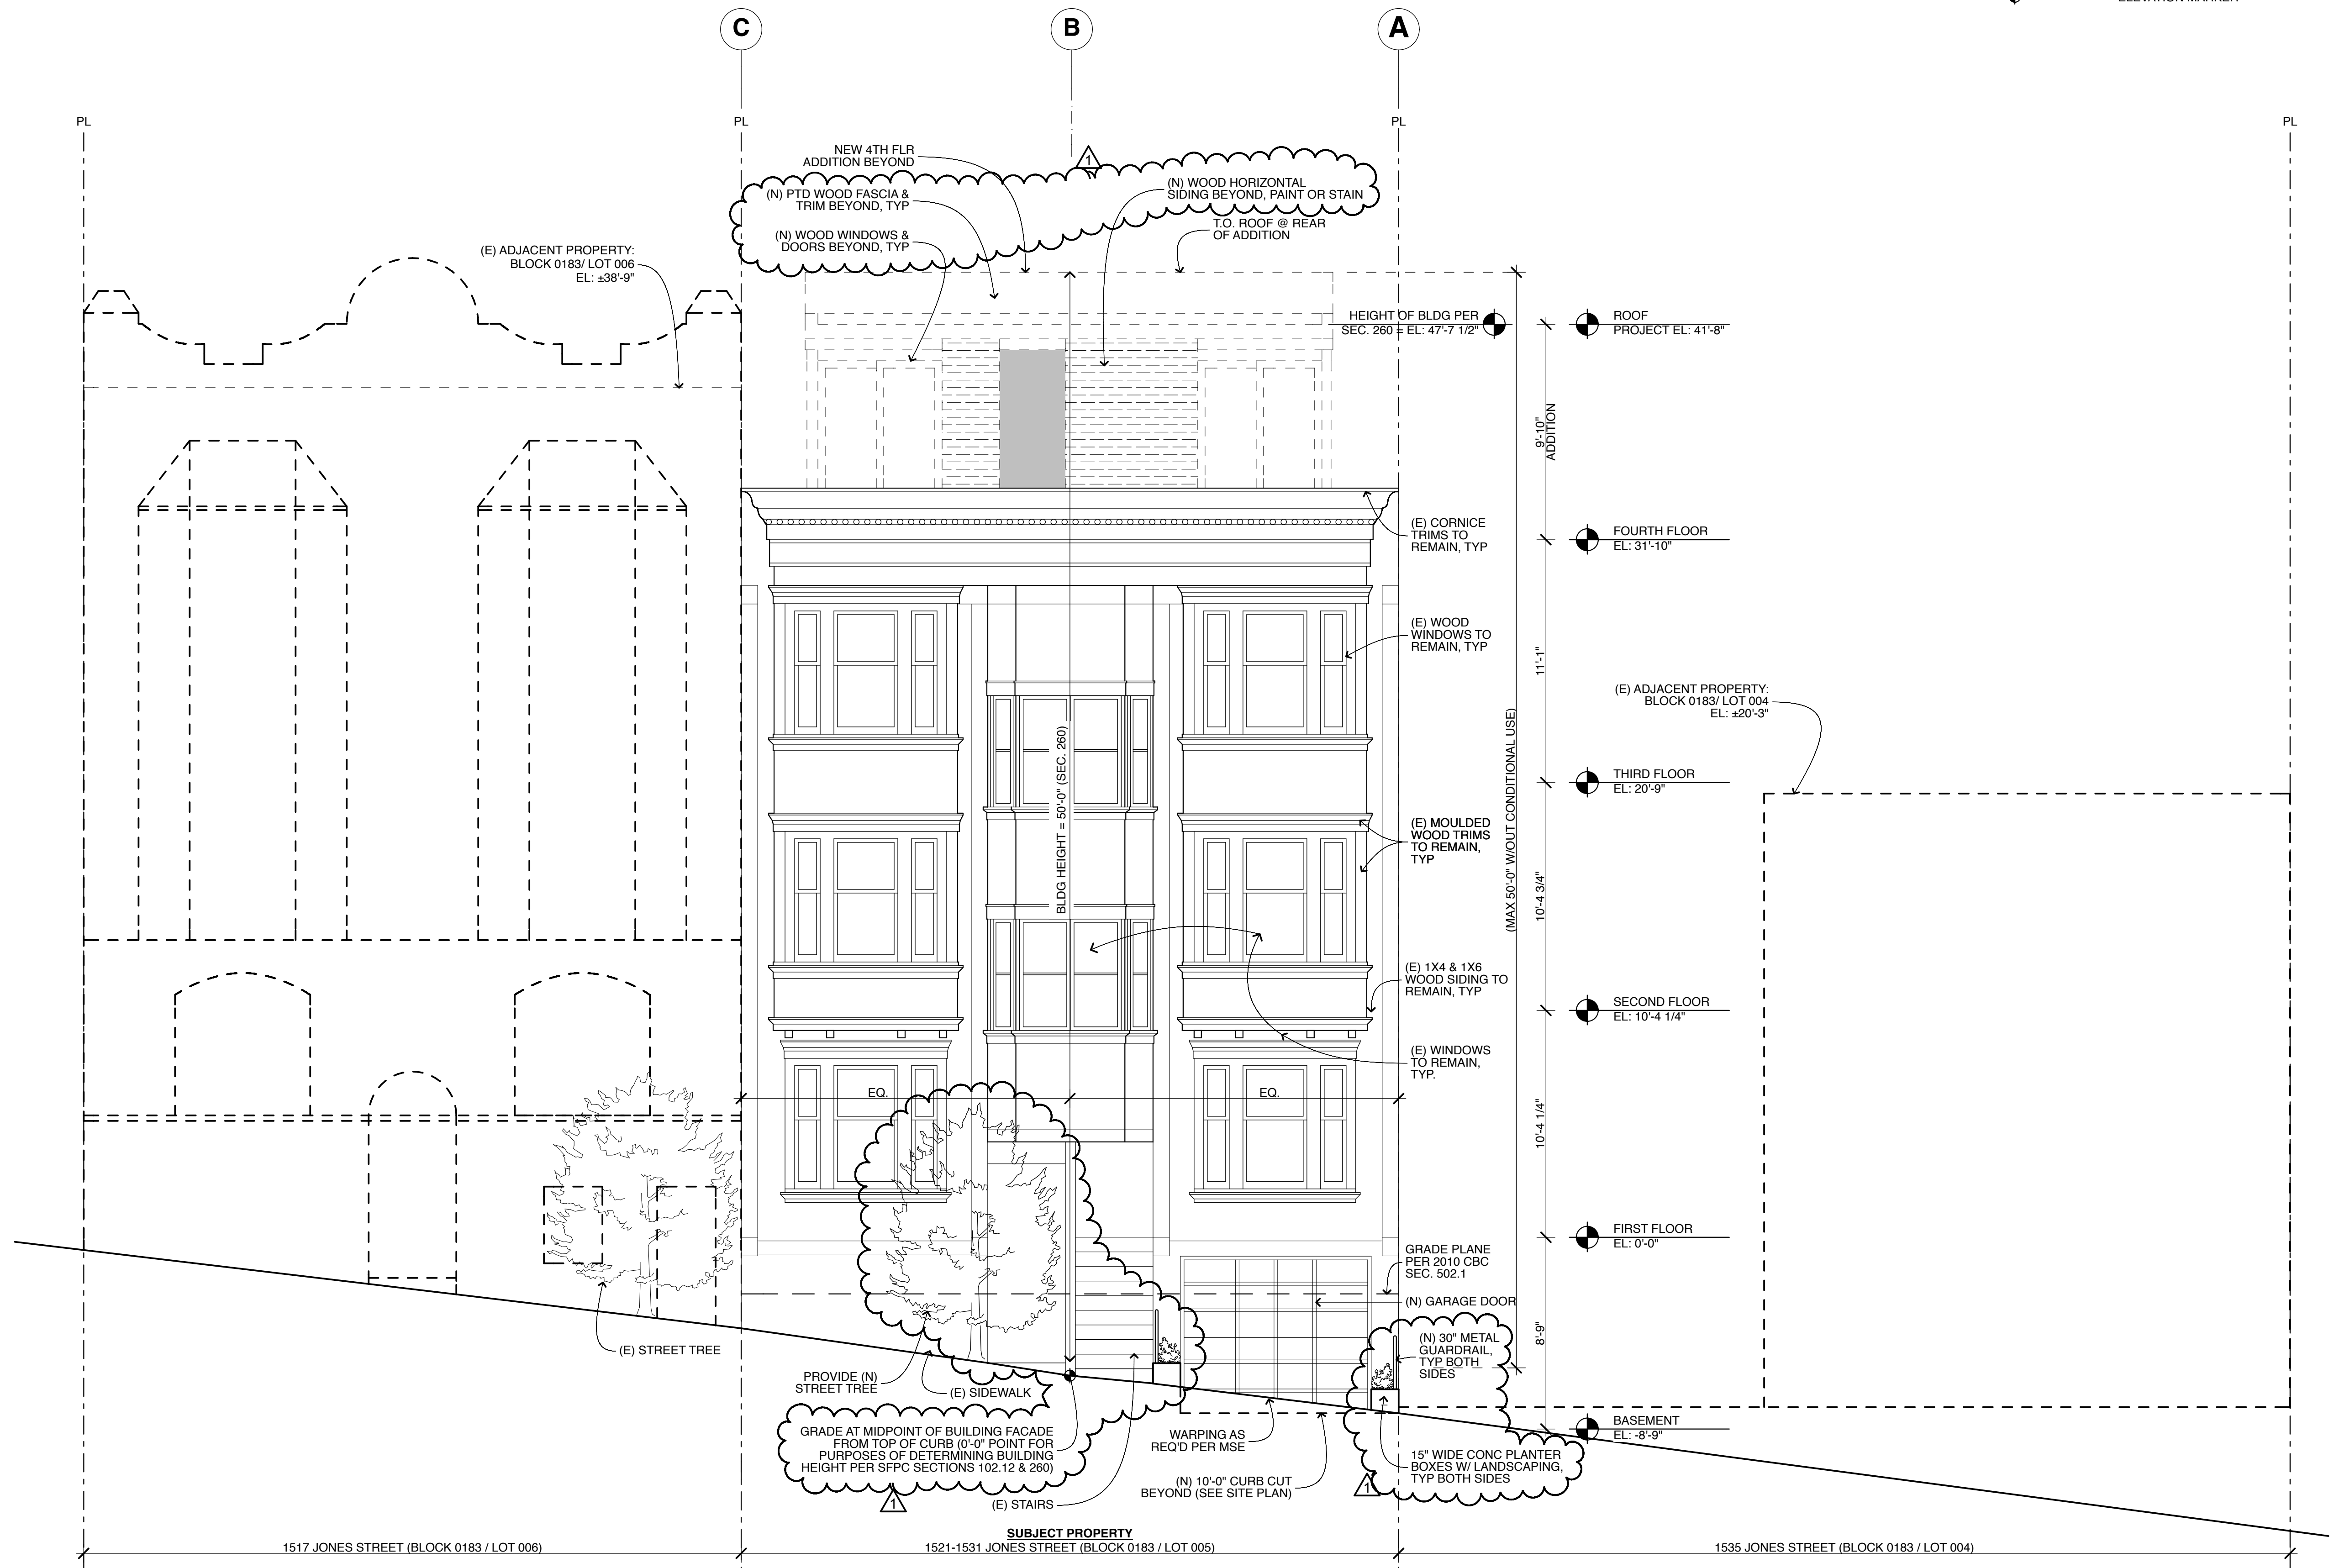 ELEVATION MARKER
C
B
A
PL
PL
PL
PL
1
NEW 4TH FLR
ADDITION BEYOND
(N) PTD WOOD FASCIA &
TRIM BEYOND, TYP
(N) WOOD WINDOWS &
DOORS BEYOND, TYP
(N) WOOD HORIZONTAL
SIDING BEYOND, PAINT OR STAIN
T.O. ROOF @ REAR
OF ADDITION
(E) ADJACENT PROPERTY:
BLOCK 0183/ LOT 006
EL: ±38'-9"
HEIGHT OF BLDG PER
SEC. 260 = EL: 47'-7 1/2"
ROOF
PROJECT EL: 41'-8"
9'-10"
ADDITION
(E) CORNICE
TRIMS TO
REMAIN, TYP
FOURTH FLOOR
EL: 31'-10"
(E) WOOD
WINDOWS TO
REMAIN, TYP
11'-1"
(E) ADJACENT PROPERTY:
BLOCK 0183/ LOT 004
EL: ±20'-3"
BLDG HEIGHT = 50'-0" (SEC. 260)
(MAX 50'-0" W/OUT CONDITIONAL USE)
THIRD FLOOR
EL: 20'-9"
(E) MOULDED
WOOD TRIMS
TO REMAIN,
TYP
10'-4 3/4"
(E) 1X4 & 1X6
WOOD SIDING TO
REMAIN, TYP
SECOND FLOOR
EL: 10'-4 1/4"
(E) WINDOWS
TO REMAIN,
TYP.
EQ.
EQ.
10'-4 1/4"
FIRST FLOOR
EL: 0'-0"
GRADE PLANE
PER 2010 CBC
SEC. 502.1
(N) GARAGE DOOR
8'-9"
(N) 30" METAL
GUARDRAIL,
TYP BOTH
SIDES
(E) STREET TREE
PROVIDE (N)
STREET TREE
(E) SIDEWALK
GRADE AT MIDPOINT OF BUILDING FACADE
FROM TOP OF CURB (0'-0" POINT FOR
PURPOSES OF DETERMINING BUILDING
HEIGHT PER SFPC SECTIONS 102.12 & 260)
1
(E) STAIRS
WARPING AS
REQ'D PER MSE
(N) 10'-0" CURB CUT
BEYOND (SEE SITE PLAN)
1
15" WIDE CONC PLANTER
BOXES W/ LANDSCAPING,
TYP BOTH SIDES
BASEMENT
EL: -8'-9"
1517 JONES STREET (BLOCK 0183 / LOT 006)
SUBJECT PROPERTY
1521-1531 JONES STREET (BLOCK 0183 / LOT 005)
1535 JONES STREET (BLOCK 0183 / LOT 004)